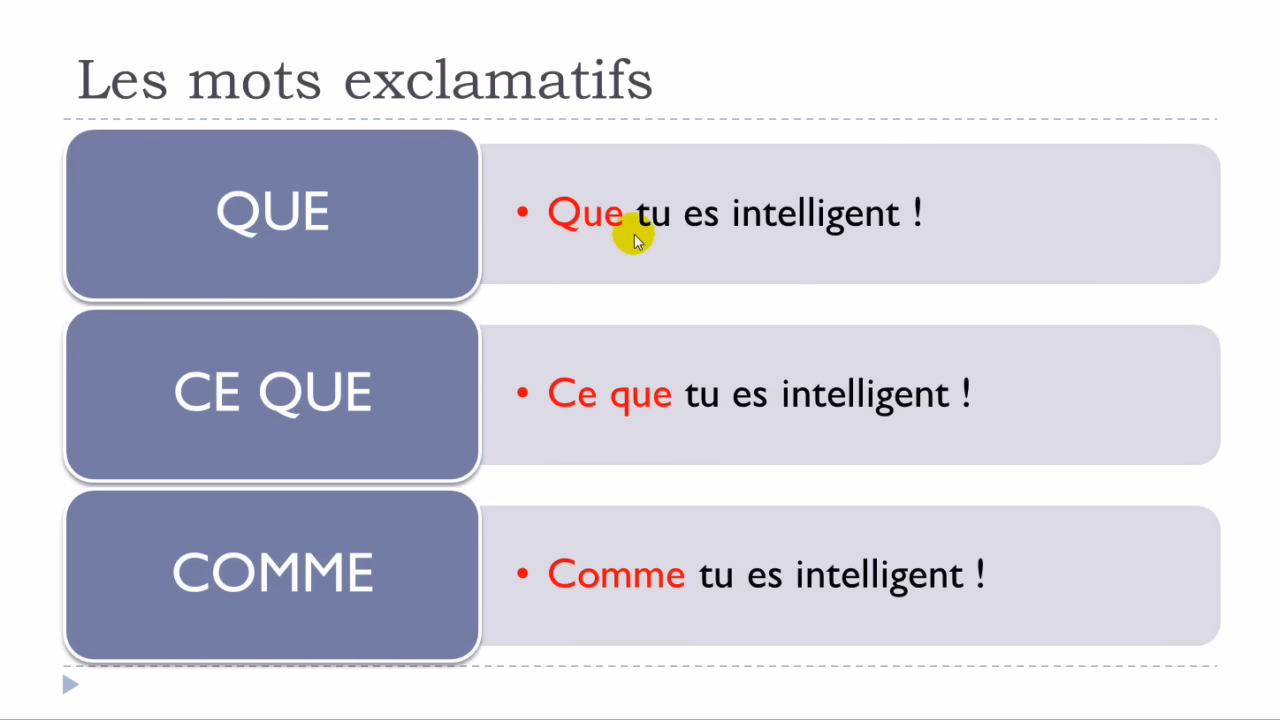 Les mots exclamatifs
QUE
• Que tu es intelligent !
CE QUE
• Ce que tu es intelligent !
COMME
• Comme tu es intelligent !